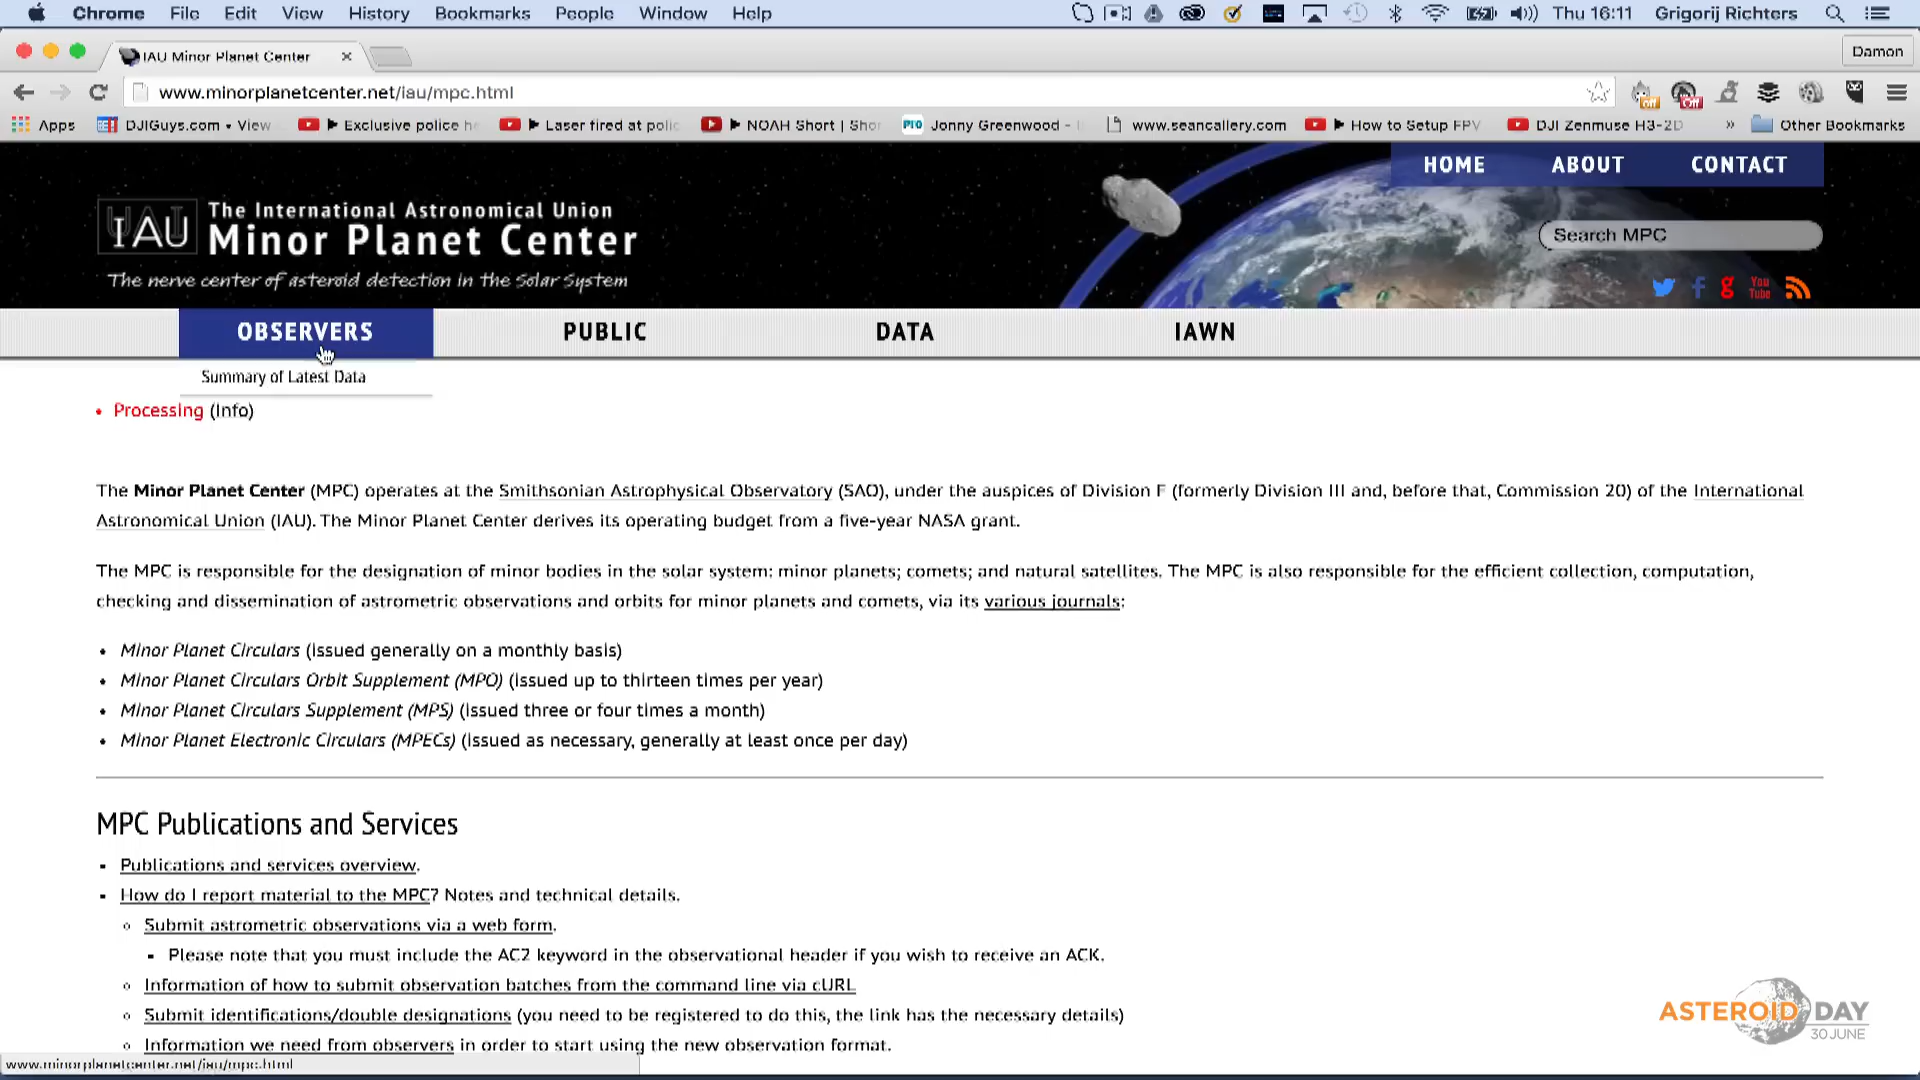 Chrome File Edit View History Bookmarks People Window Help Thu 16:11 Grigorij Richters
IAU Minor Planet Center Damon
www.minorplanetcenter.net/iau/mpc.html
Apps DJIGuys.com • View Exclusive police h Laser fired at polic NOAH Short | Shor PRO Jonny Greenwood - www.seancallery.com How to Setup FPV DJI Zenmuse H3-2D » Other Bookmarks
HOME ABOUT CONTACT
IAU The International Astronomical Union
Minor Planet Center
The nerve center of asteroid detection in the Solar System
Search MPC
You Tube
OBSERVERS PUBLIC DATA IAWN
Summary of Latest Data
• Processing (Info)
The Minor Planet Center (MPC) operates at the Smithsonian Astrophysical Observatory (SAO), under the auspices of Division F (formerly Division III and, before that, Commission 20) of the International
Astronomical Union (IAU). The Minor Planet Center derives its operating budget from a five-year NASA grant.
The MPC is responsible for the designation of minor bodies in the solar system: minor planets; comets; and natural satellites. The MPC is also responsible for the efficient collection, computation,
checking and dissemination of astrometric observations and orbits for minor planets and comets, via its various journals:
• Minor Planet Circulars (issued generally on a monthly basis)
• Minor Planet Circulars Orbit Supplement (MPO) (issued up to thirteen times per year)
• Minor Planet Circulars Supplement (MPS) (issued three or four times a month)
• Minor Planet Electronic Circulars (MPECs) (issued as necessary, generally at least once per day)
MPC Publications and Services
▪ Publications and services overview.
▪ How do I report material to the MPC? Notes and technical details.
◦ Submit astrometric observations via a web form.
▪ Please note that you must include the AC2 keyword in the observational header if you wish to receive an ACK.
◦ Information of how to submit observation batches from the command line via cURL
◦ Submit identifications/double designations (you need to be registered to do this, the link has the necessary details)
◦ Information we need from observers in order to start using the new observation format.
www.minorplanetcenter.net/iau/mpc.html
ASTEROID DAY
30 JUNE